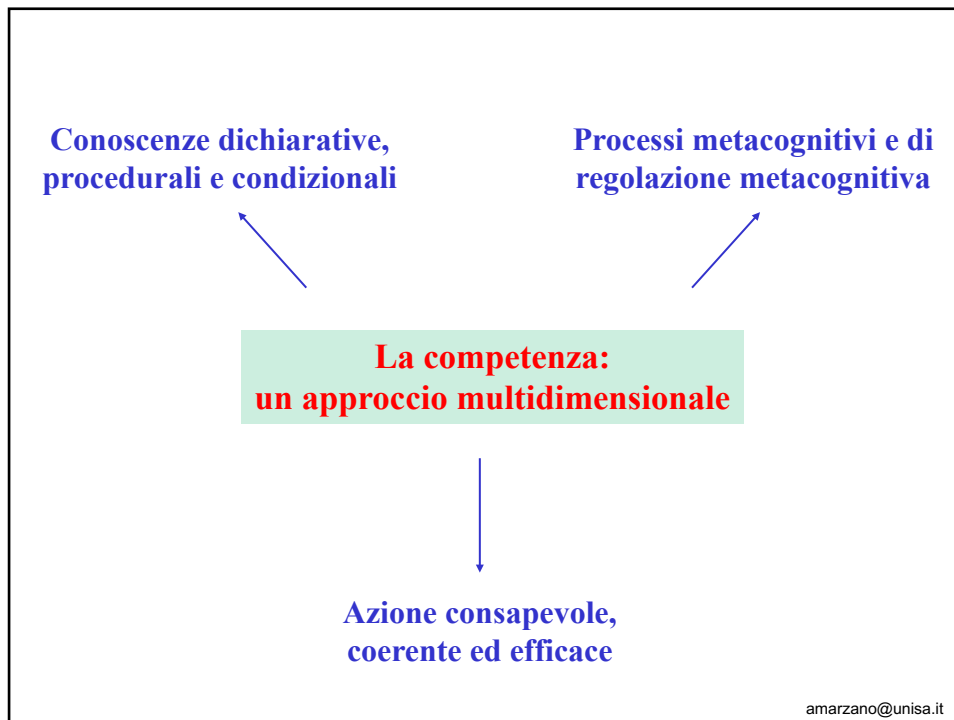 Conoscenze dichiarative,
procedurali e condizionali
Processi metacognitivi e di
regolazione metacognitiva
La competenza:
un approccio multidimensionale
Azione consapevole,
coerente ed efficace
amarzano@unisa.it